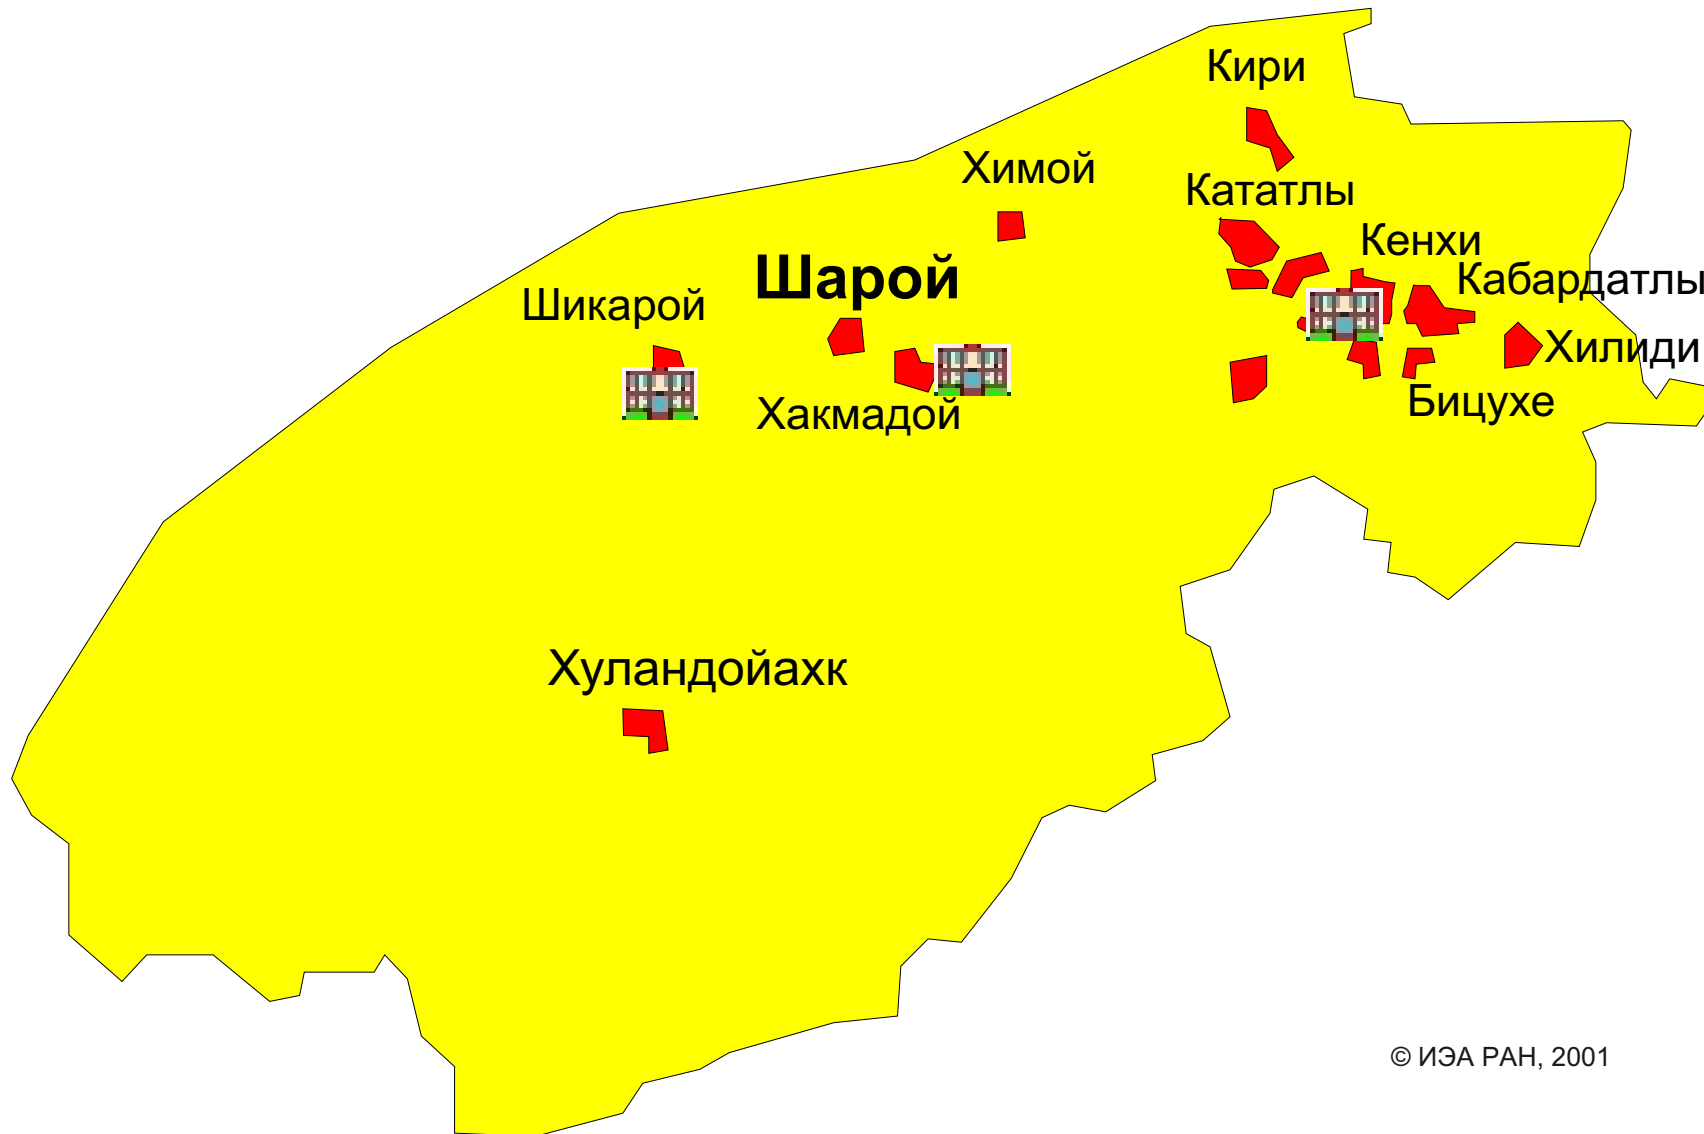 Кири
Химой
Кататлы
Кенхи
Шарой
Кабардатлы
Шикарой
Хилиди
Бицухе
Хакмадой
Хуландойахк
© ИЭА РАН, 2001